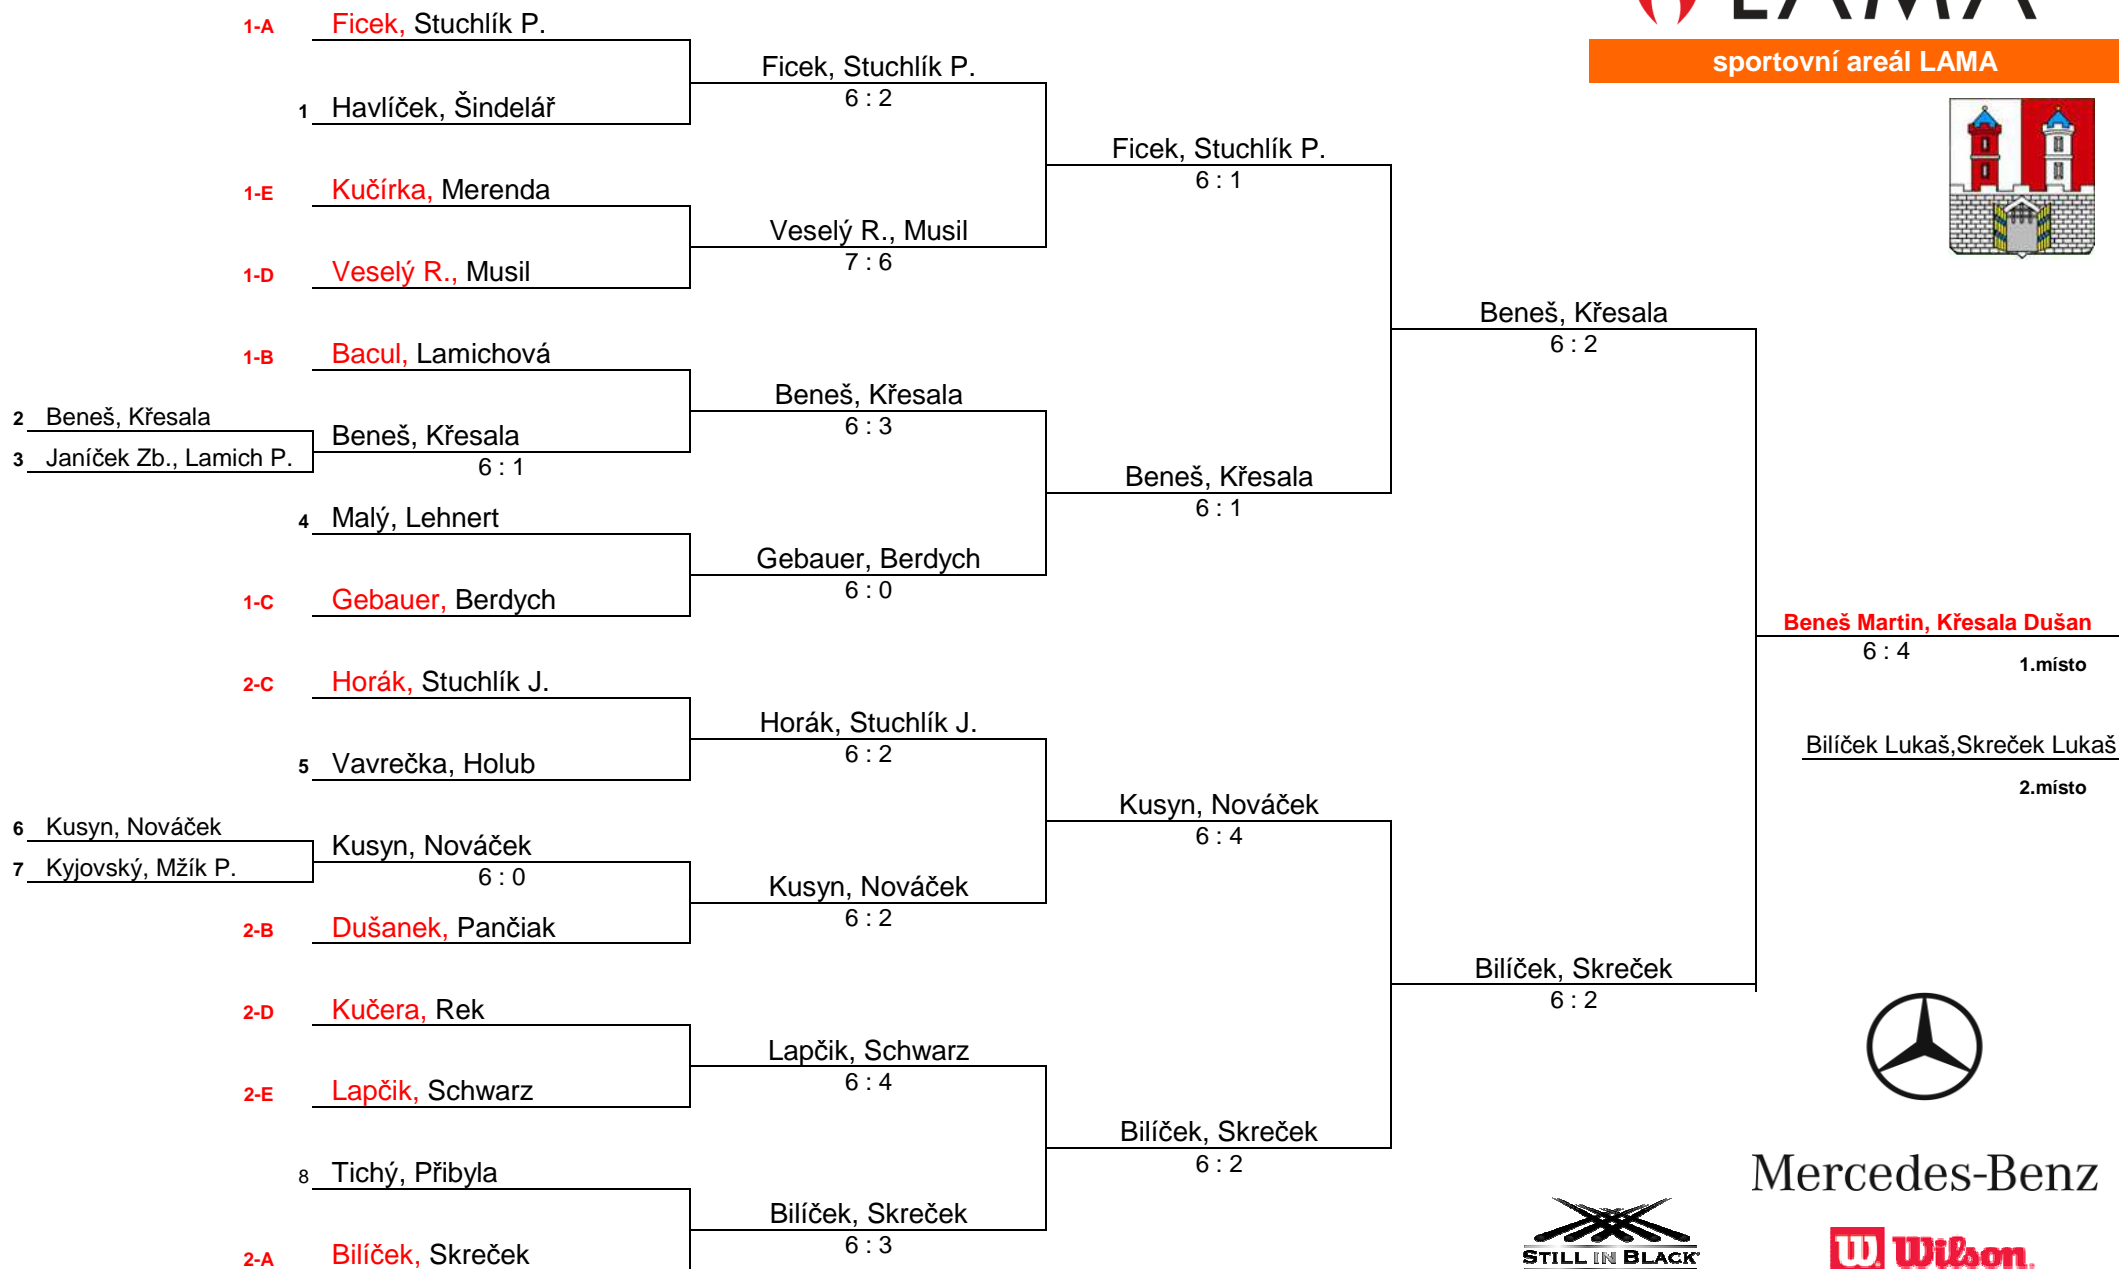 LAMA
sportovní areál LAMA
1-A Ficek, Stuchlík P.
Ficek, Stuchlík P.
6 : 2
1 Havlíček, Šindelář
Ficek, Stuchlík P.
6 : 1
1-E Kučírka, Merenda
Veselý R., Musil
7 : 6
1-D Veselý R., Musil
Beneš, Křesala
6 : 2
1-B Bacul, Lamichová
Beneš, Křesala
6 : 3
2 Beneš, Křesala
Beneš, Křesala
6 : 1
3 Janíček Zb., Lamich P.
Beneš, Křesala
6 : 1
4 Malý, Lehnert
Gebauer, Berdych
6 : 0
1-C Gebauer, Berdych
Beneš Martin, Křesala Dušan
6 : 4
1.místo
2-C Horák, Stuchlík J.
Horák, Stuchlík J.
6 : 2
Bilíček Lukaš,Skreček Lukaš
2.místo
5 Vavrečka, Holub
Kusyn, Nováček
6 : 4
6 Kusyn, Nováček
Kusyn, Nováček
6 : 0
7 Kyjovský, Mžík P.
Kusyn, Nováček
6 : 2
2-B Dušanek, Pančiak
Bilíček, Skreček
6 : 2
2-D Kučera, Rek
Lapčik, Schwarz
6 : 4
2-E Lapčik, Schwarz
Bilíček, Skreček
6 : 2
8 Tichý, Přibyla
Bilíček, Skreček
6 : 3
2-A Bilíček, Skreček
Mercedes-Benz
STILL IN BLACK
W Wilson.